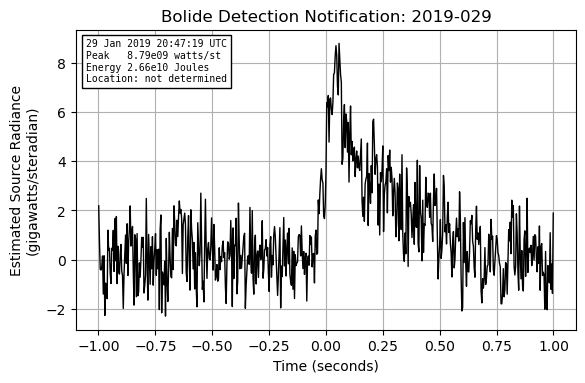 Bolide Detection Notification: 2019-029
29 Jan 2019 20:47:19 UTC
Peak   8.79e09 watts/st
Energy 2.66e10 Joules
Location: not determined
Estimated Source Radiance
(gigawatts/steradian)
8
6
4
2
0
−2
−1.00 −0.75 −0.50 −0.25 0.00 0.25 0.50 0.75 1.00
Time (seconds)